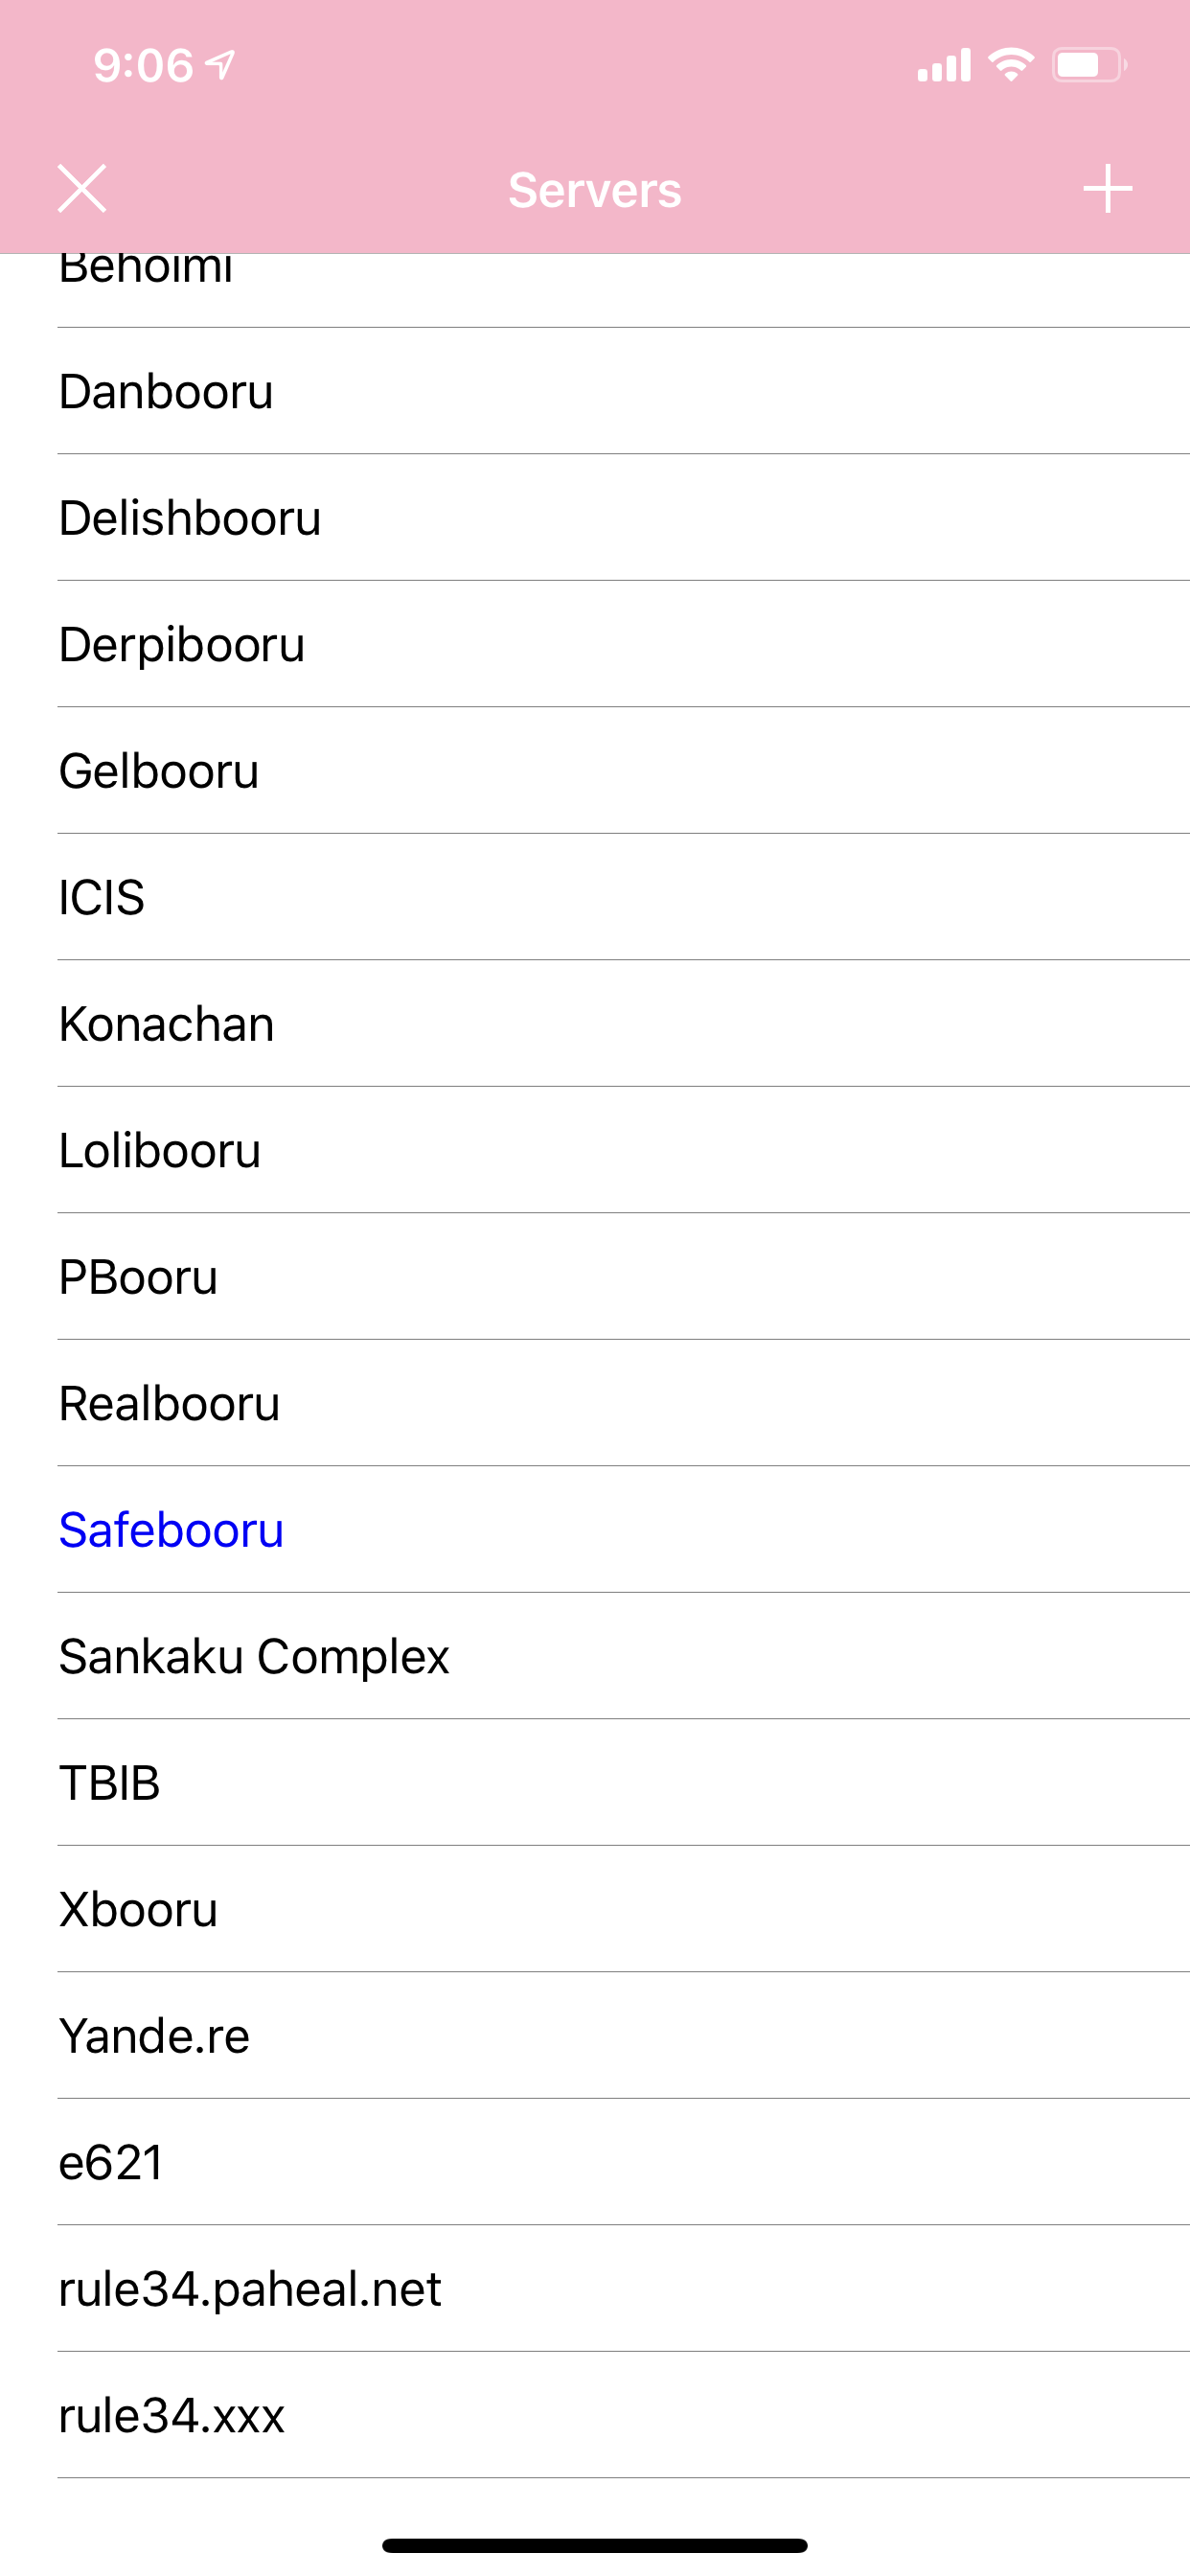 9:06
Servers
Behoimi
Danbooru
Delishbooru
Derpibooru
Gelbooru
ICIS
Konachan
Lolibooru
PBooru
Realbooru
Safebooru
Sankaku Complex
TBIB
Xbooru
Yande.re
e621
rule34.paheal.net
rule34.xxx